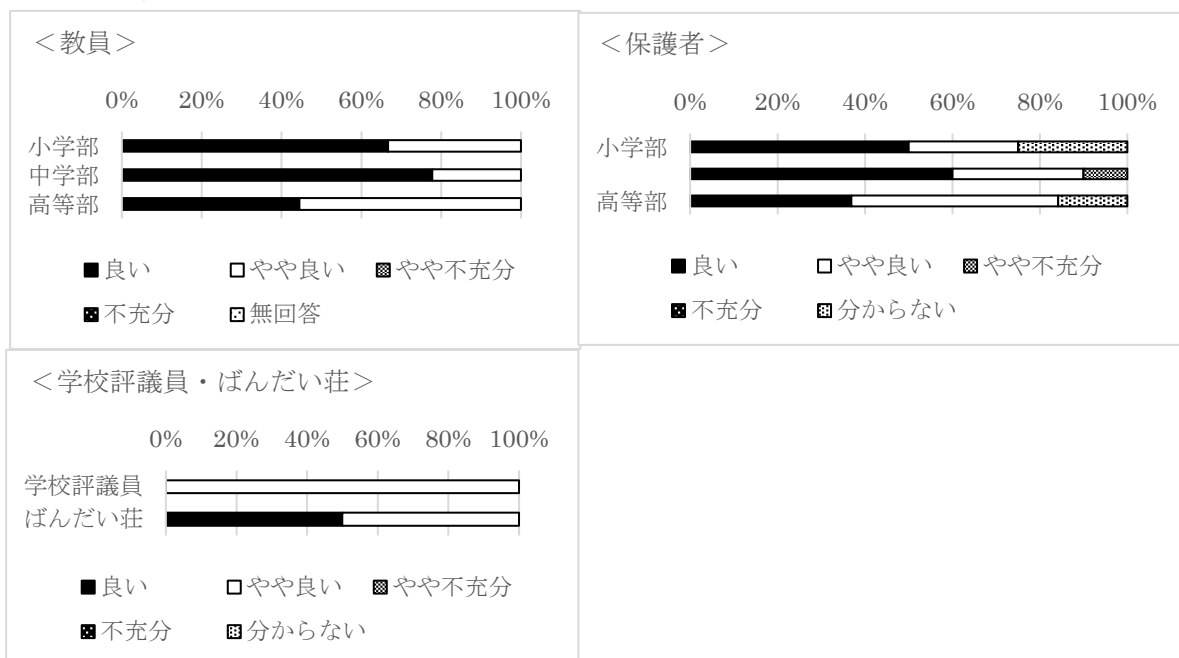 ＜教員＞
0% 20% 40% 60% 80% 100%
小学部
中学部
高等部
■良い □やや良い やや不充分
不充分 無回答
＜保護者＞
0% 20% 40% 60% 80% 100%
小学部
高等部
■良い □やや良い やや不充分
不充分 分からない
＜学校評議員・ばんだい荘＞
0% 20% 40% 60% 80% 100%
学校評議員
ばんだい荘
■良い □やや良い やや不充分
不充分 分からない